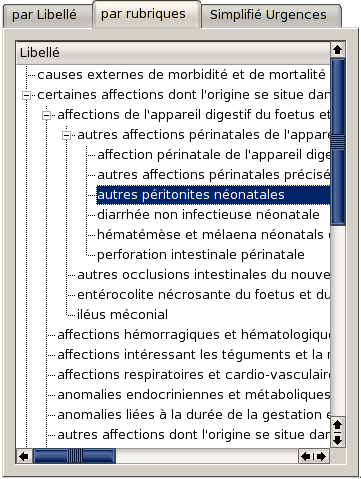 par Libellé
par rubriques
Simplifié Urgences
Libellé
causes externes de morbidité et de mortalité
certaines affections dont l'origine se situe dan
affections de l'appareil digestif du foetus et
autres affections périnatales de l'appare
affection périnatale de l'appareil dige
autres affections périnatales précisé
autres péritonites néonatales
diarrhée non infectieuse néonatale
hématémèse et mélaena néonatals d
perforation intestinale périnatale
autres occlusions intestinales du nouve
entérocolite nécrosante du foetus et du
iléus méconial
affections hémorragiques et hématologique
affections intéressant les téguments et la r
affections respiratoires et cardio-vasculaire
anomalies endocriniennes et métaboliques
anomalies liées à la durée de la gestation e
autres affections dont l'origine se situe dan